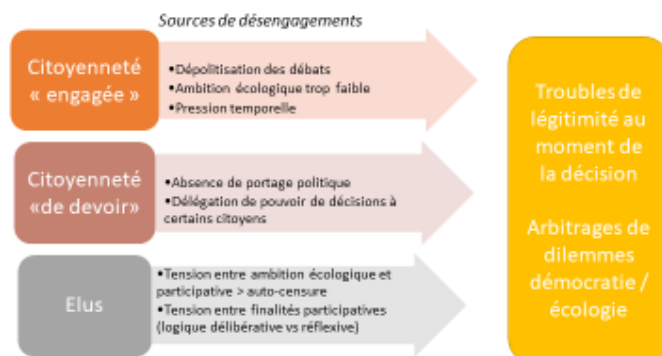 Sources de désengagements
Citoyenneté
« engagée »
•Dépolitisation des débats
•Ambition écologique trop faible
•Pression temporelle
Citoyenneté
«de devoir»
•Absence de portage politique
•Délégation de pouvoir de décisions à
certains citoyens
Elus
•Tension entre ambition écologique et
participative > auto-censure
•Tension entre finalités participatives
(logique délibérative vs réflexive)
Troubles de
légitimité au
moment de
la décision
Arbitrages de
dilemmes
démocratie /
écologie